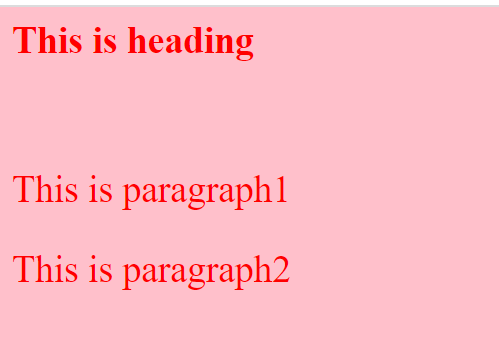 This is heading
This is paragraph1
This is paragraph2